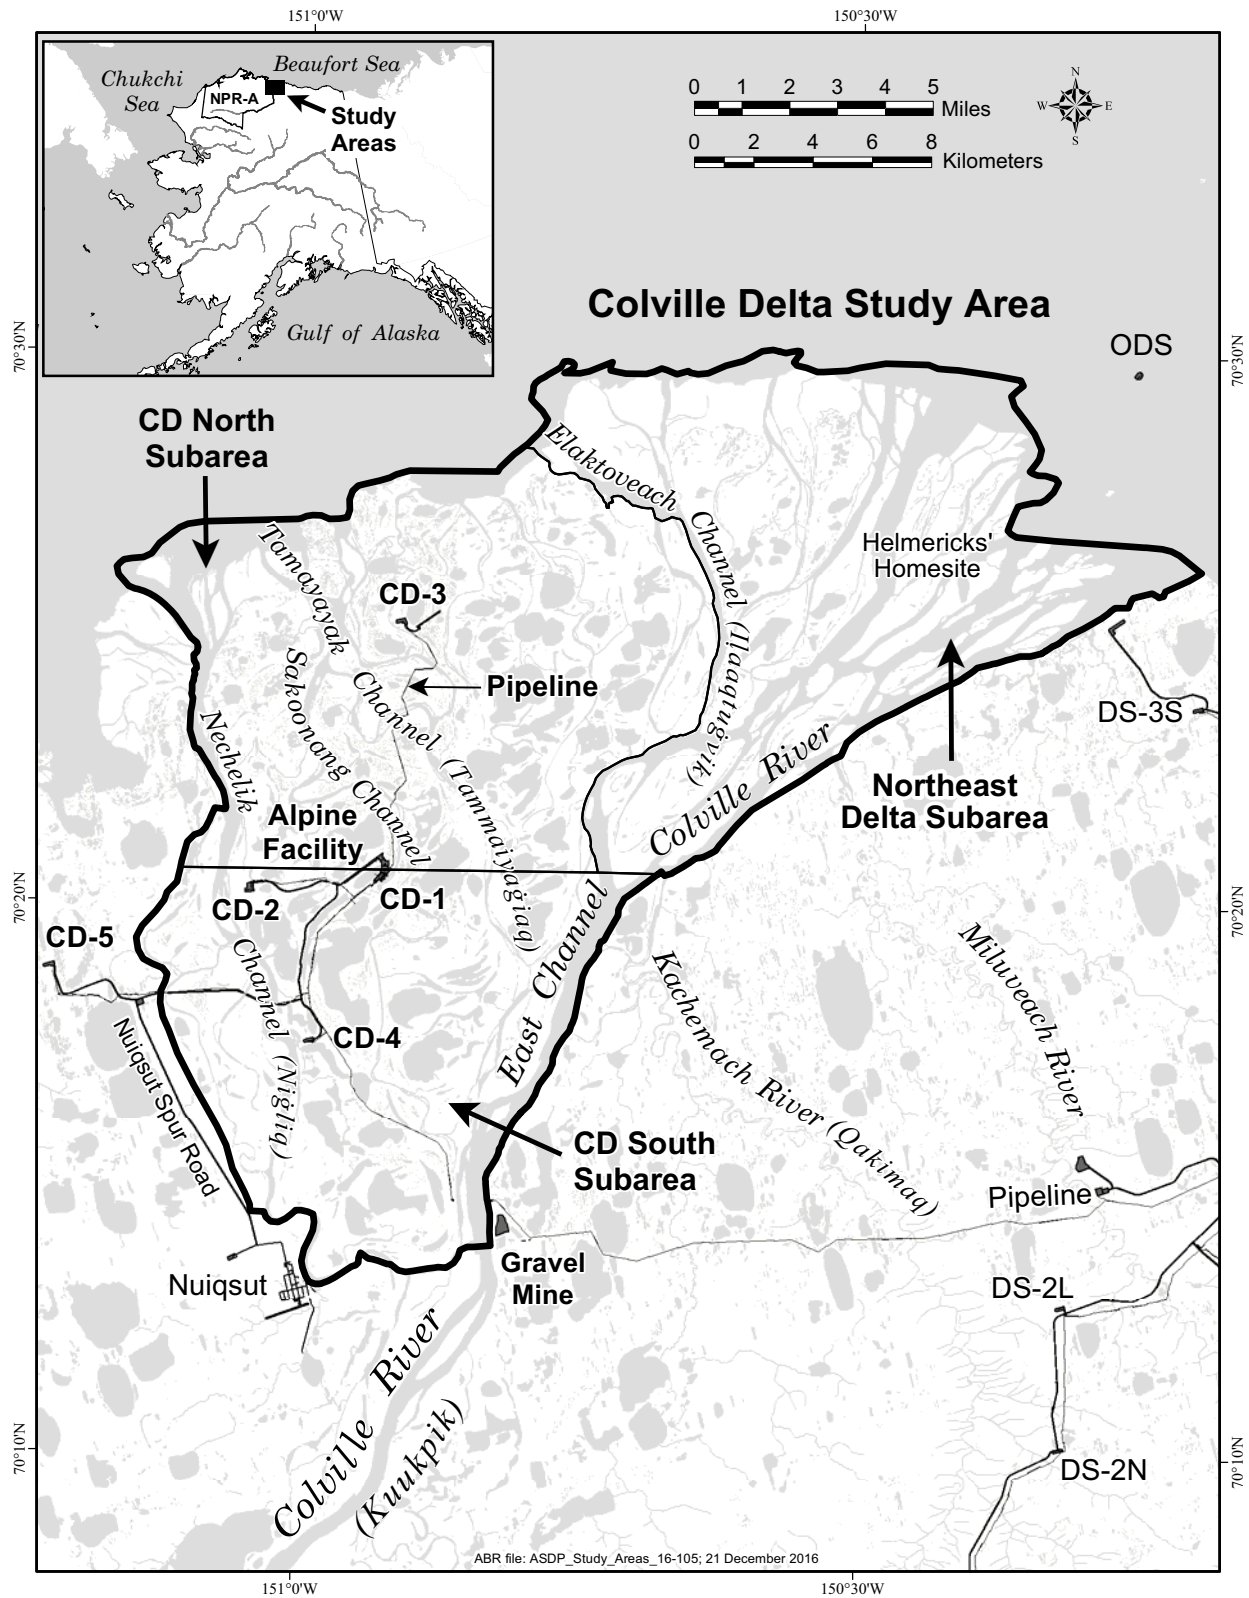 151°0'W
150°30'W
Chukchi
Sea
Beaufort Sea
NPR-A
Study
Areas
Gulf of Alaska
0 1 2 3 4 5
Miles
0 2 4 6 8
Kilometers
N
W
E
S
Colville Delta Study Area
70°30'N
70°30'N
ODS
CD North
Subarea
Elaktoveach Channel (Iḷaaqtuġvik)
Helmericks'
Homesite
Tamayayak Channel (Tammaiyagiaq)
CD-3
Sakoonang Channel
Pipeline
Nechelik
Channel (Nigliq)
DS-3S
Colville River
Northeast
Delta Subarea
Alpine
Facility
CD-1
CD-2
70°20'N
70°20'N
CD-5
East Channel
Kachemach River (Qakimaq)
Miluveach River
CD-4
Nuiqsut Spur Road
CD South
Subarea
Pipeline
Gravel
Mine
Nuiqsut
DS-2L
Colville River
(Kuukpik)
70°10'N
70°10'N
DS-2N
ABR file: ASDP_Study_Areas_16-105; 21 December 2016
151°0'W
150°30'W